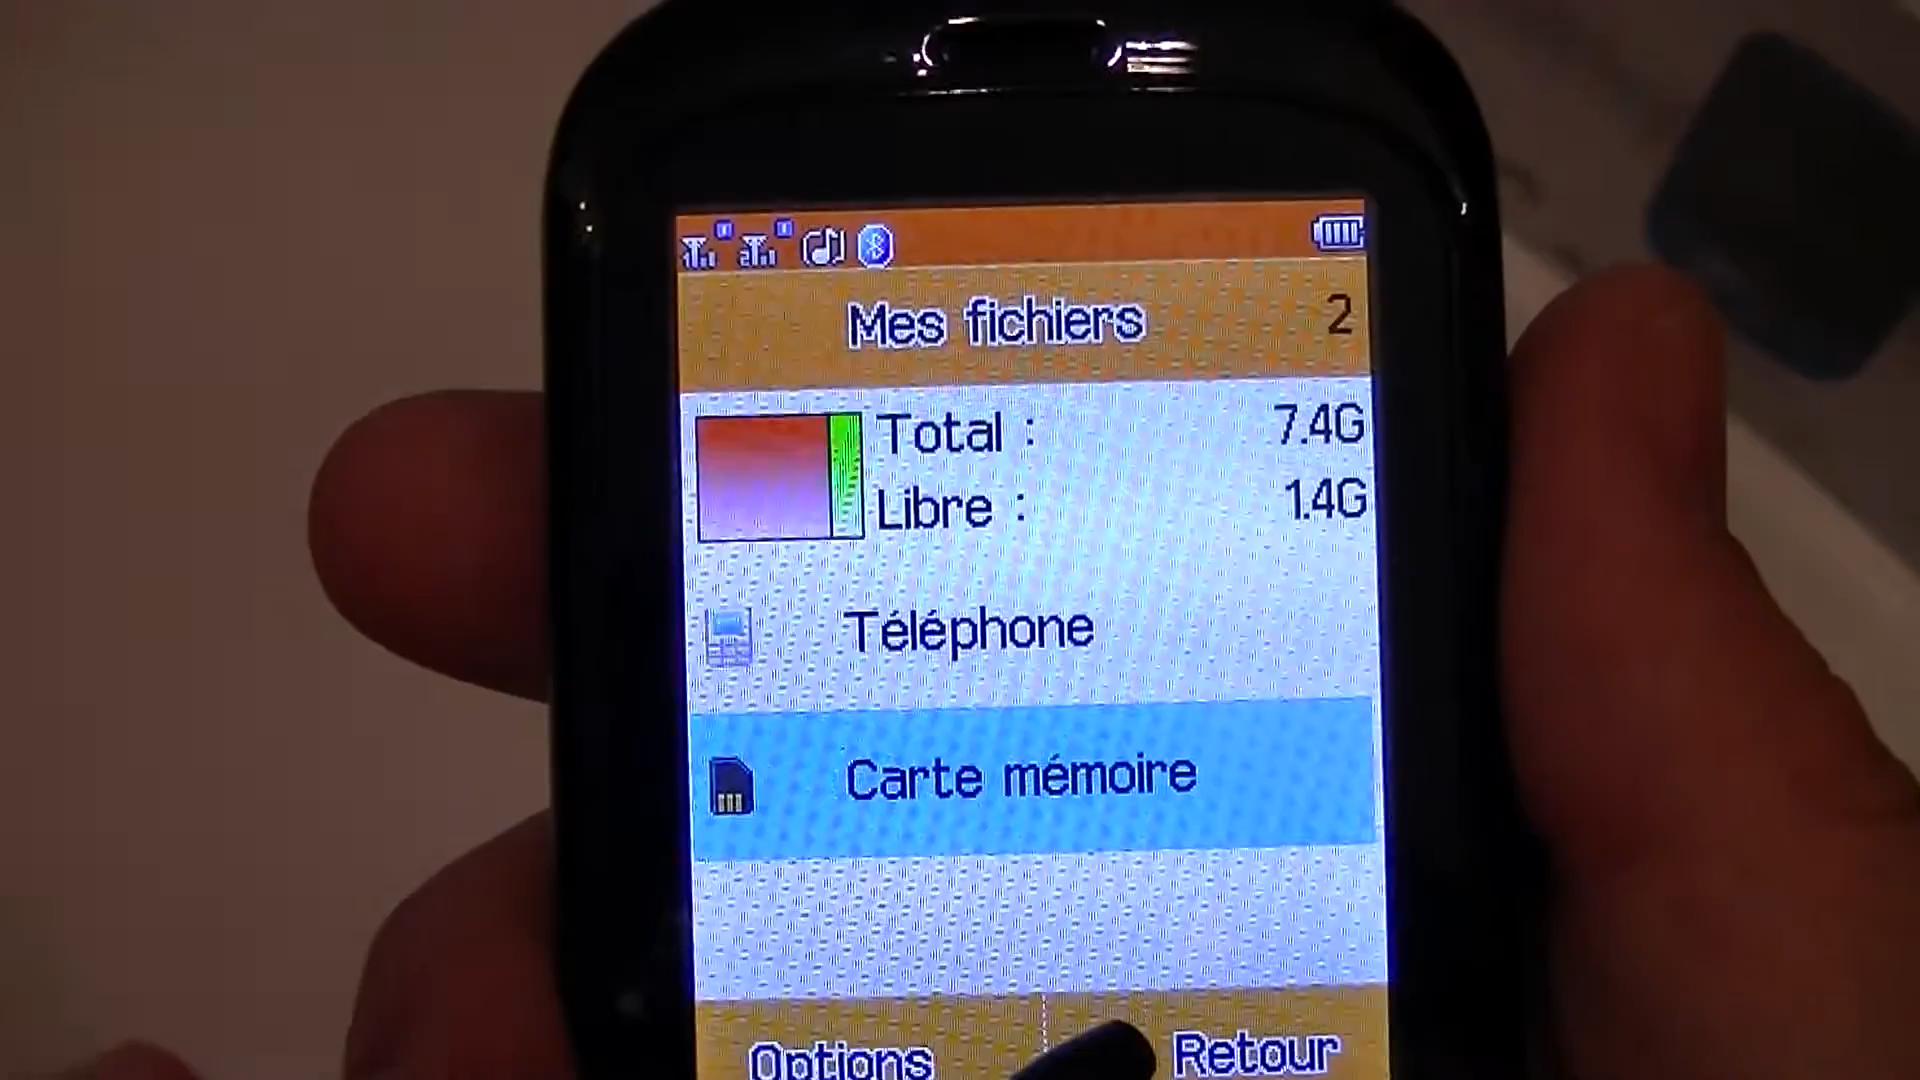 Mes fichiers 2
Total : 7.4G
Libre : 1.4G
Téléphone
Carte mémoire
Options Retour